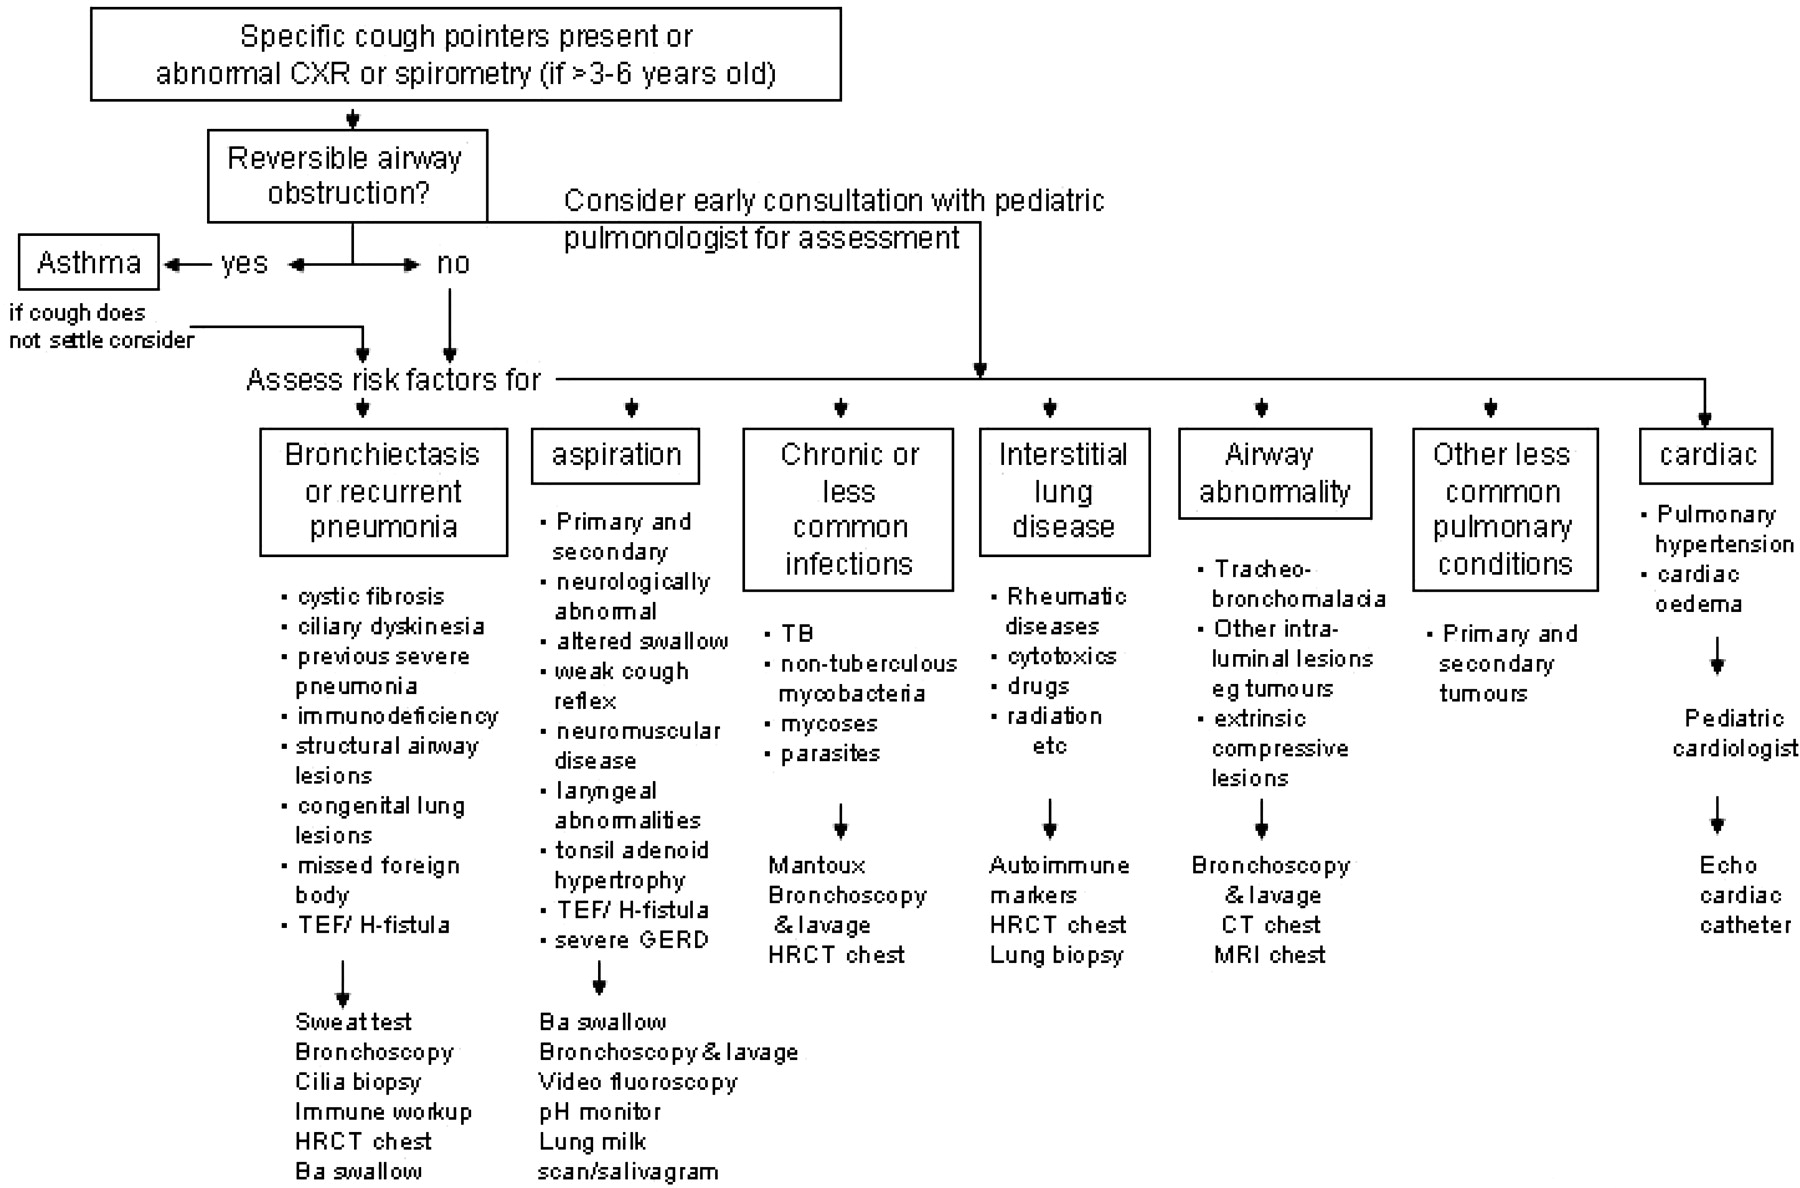 Specific cough pointers present or
abnormal CXR or spirometry (if >3-6 years old)
Reversible airway
obstruction?
Consider early consultation with pediatric
pulmonologist for assessment
Asthma
yes
no
if cough does
not settle consider
Assess risk factors for
Bronchiectasis
or recurrent
pneumonia
▪ cystic fibrosis
▪ ciliary dyskinesia
▪ previous severe
pneumonia
▪ immunodeficiency
▪ structural airway
lesions
▪ congenital lung
lesions
▪ missed foreign
body
▪ TEF/ H-fistula
Sweat test
Bronchoscopy
Cilia biopsy
Immune workup
HRCT chest
Ba swallow
aspiration
▪ Primary and
secondary
▪ neurologically
abnormal
▪ altered swallow
▪ weak cough
reflex
▪ neuromuscular
disease
▪ laryngeal
abnormalities
▪ tonsil adenoid
hypertrophy
▪ TEF/ H-fistula
▪ severe GERD
Ba swallow
Bronchoscopy & lavage
Video fluoroscopy
pH monitor
Lung milk
scan/salivagram
Chronic or
less
common
infections
▪ TB
▪ non-tuberculous
mycobacteria
▪ mycoses
▪ parasites
Mantoux
Bronchoscopy
& lavage
HRCT chest
Interstitial
lung
disease
▪ Rheumatic
diseases
▪ cytotoxics
▪ drugs
▪ radiation
etc
Autoimmune
markers
HRCT chest
Lung biopsy
Airway
abnormality
▪ Tracheo-
bronchomalacia
▪ Other intra-
luminal lesions
eg tumours
▪ extrinsic
compressive
lesions
Bronchoscopy
& lavage
CT chest
MRI chest
Other less
common
pulmonary
conditions
▪ Primary and
secondary
tumours
cardiac
▪ Pulmonary
hypertension
▪ cardiac
oedema
Pediatric
cardiologist
Echo
cardiac
catheter